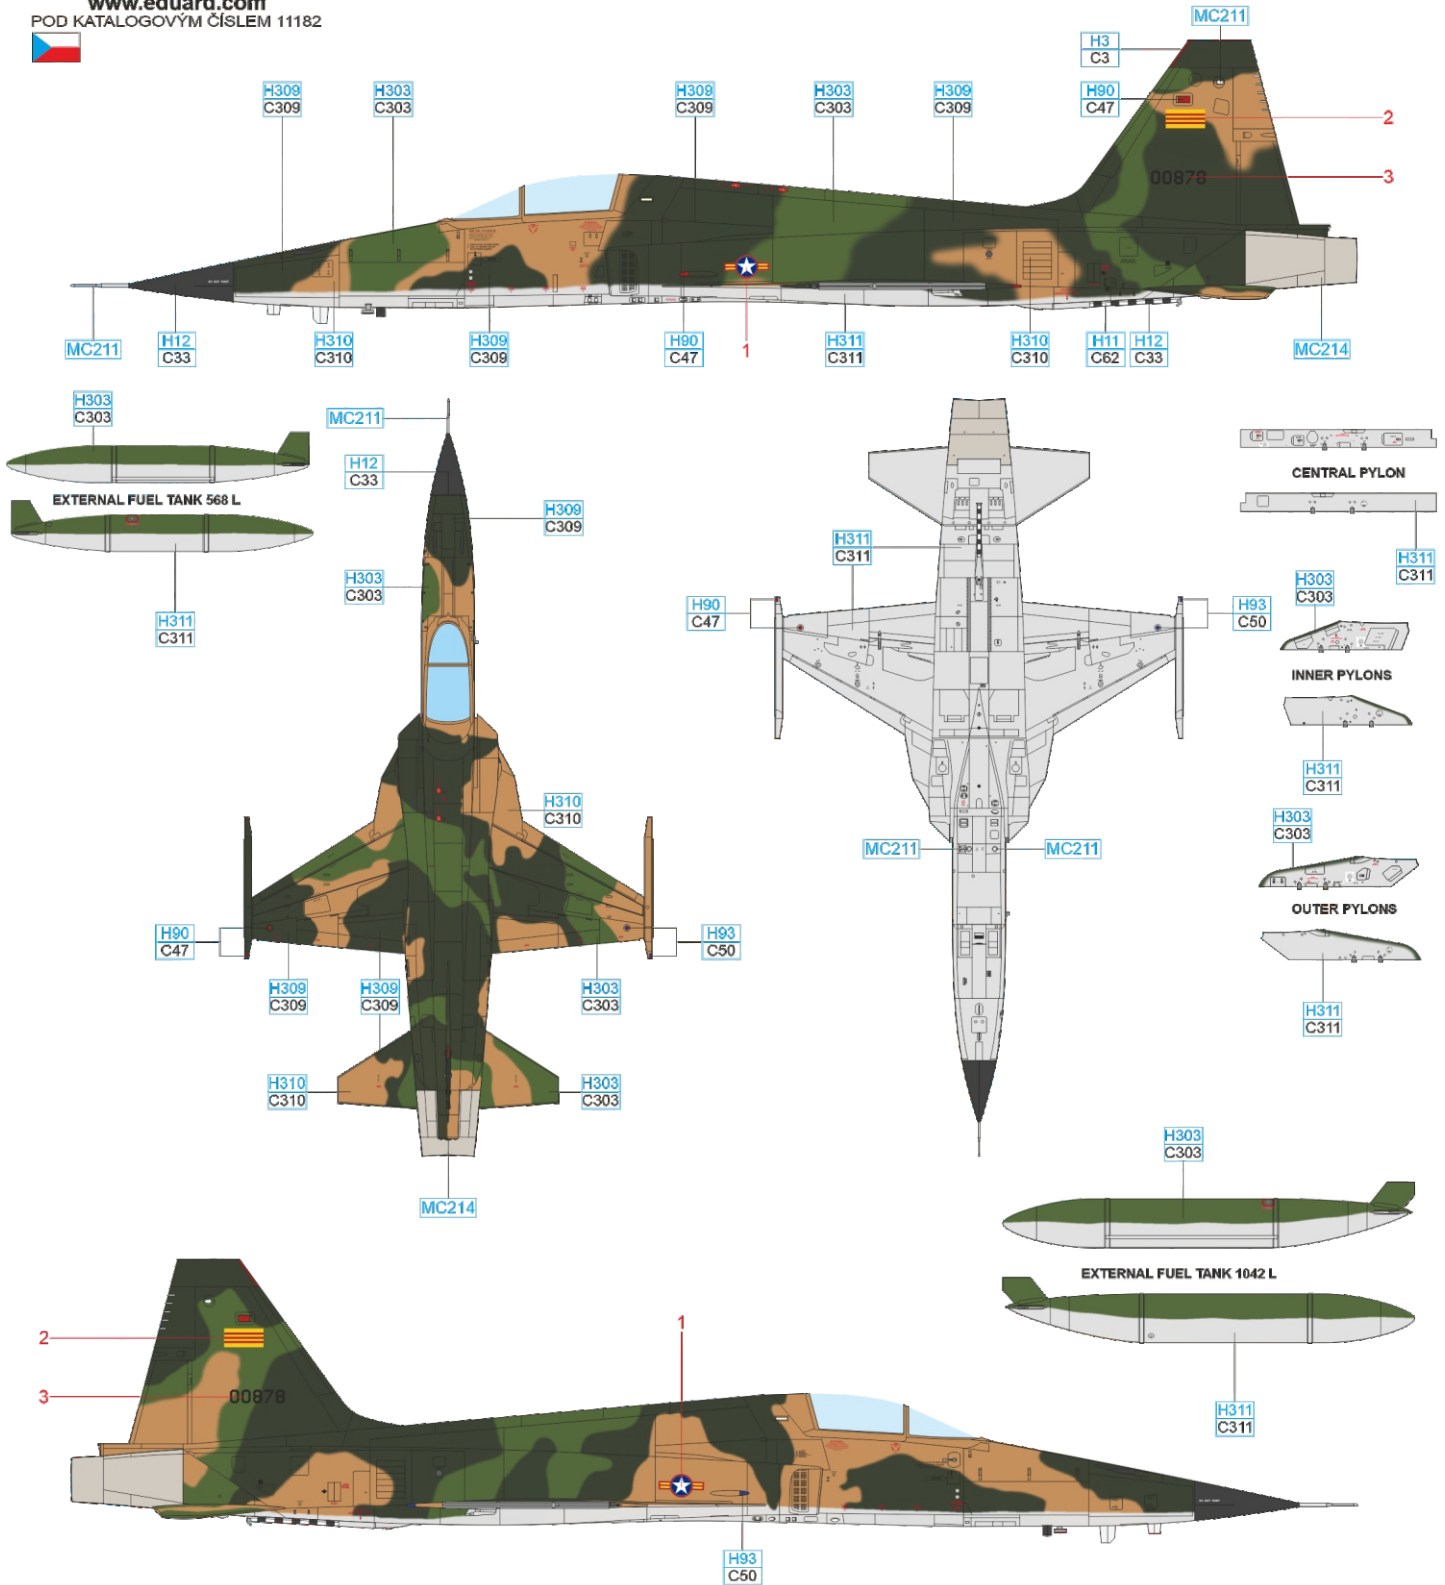 www.eduard.com
POD KATALOGOVÝM ČÍSLEM 11182
MC211
H3
C3
H309
C309
H303
C303
H309
C309
H303
C303
H309
C309
H90
C47
2
00878
3
MC211
H12
C33
H310
C310
H309
C309
H90
C47
1
H311
C311
H310
C310
H11
C62
H12
C33
MC214
H303
C303
EXTERNAL FUEL TANK 568 L
H311
C311
MC211
H12
C33
H309
C309
H303
C303
H310
C310
H90
C47
H93
C50
H309
C309
H309
C309
H303
C303
H310
C310
H303
C303
MC214
H311
C311
H90
C47
H93
C50
MC211
MC211
CENTRAL PYLON
H311
C311
H303
C303
INNER PYLONS
H311
C311
H303
C303
OUTER PYLONS
H311
C311
H303
C303
EXTERNAL FUEL TANK 1042 L
H311
C311
2
1
3
00878
H93
C50